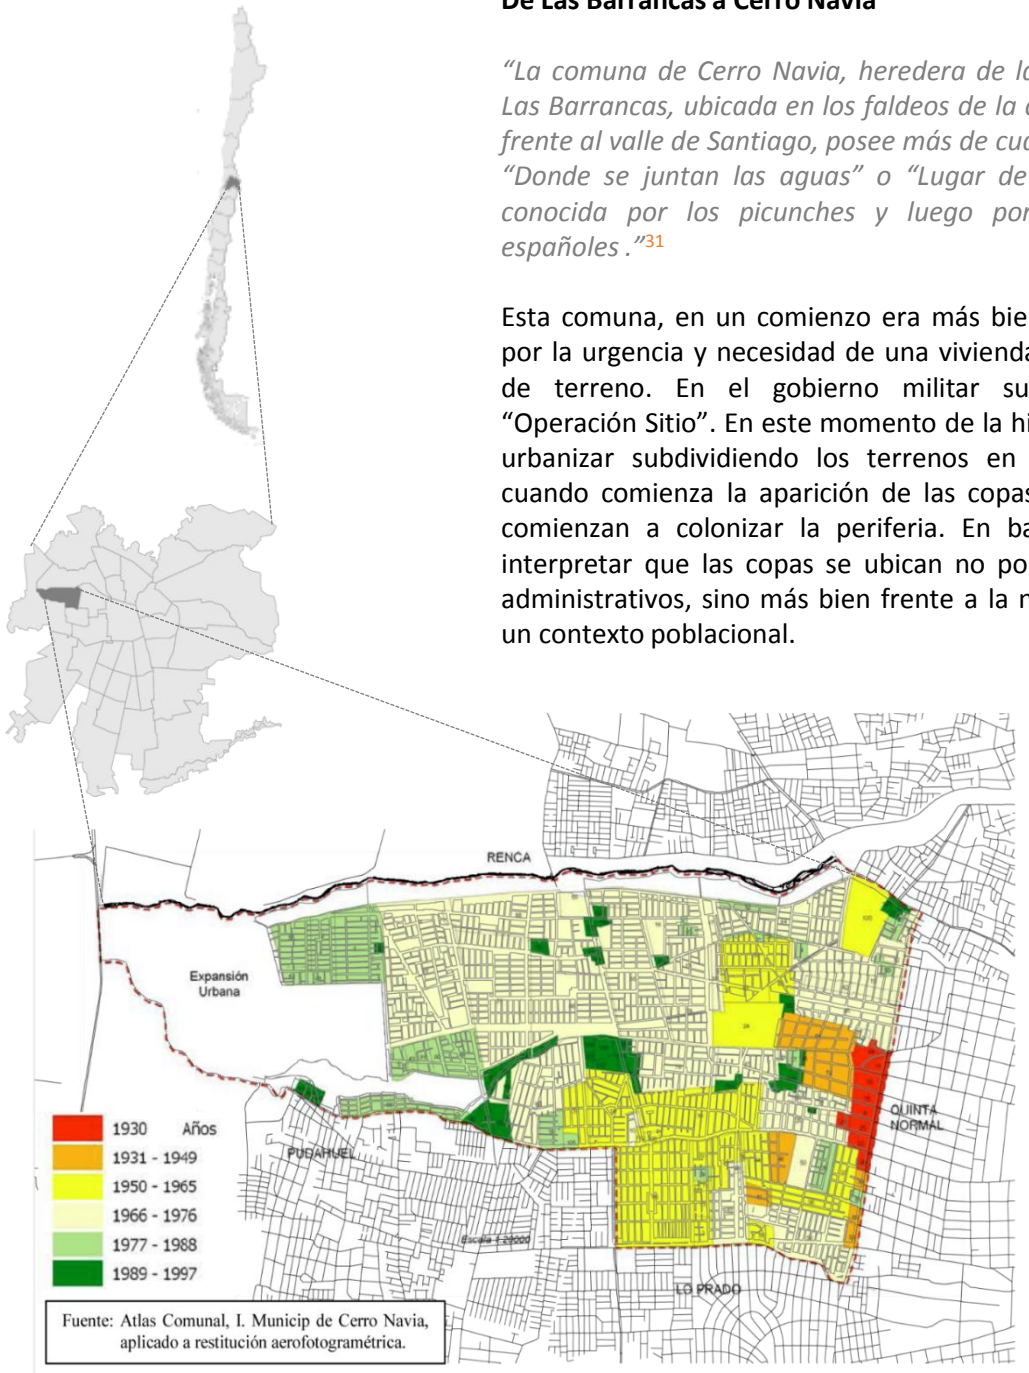 De Las Barrancas a Cerro Navia
“La comuna de Cerro Navia, heredera de
Las Barrancas, ubicada en los faldeos de la
frente al valle de Santiago, posee más de
“Donde se juntan las aguas” o “Lugar de
conocida por los picunches y luego por
españoles .”31
Esta comuna, en un comienzo era más
por la urgencia y necesidad de una vivienda
de terreno. En el gobierno militar
“Operación Sitio”. En este momento de la
urbanizar subdividiendo los terrenos en
cuando comienza la aparición de las copas
comienzan a colonizar la periferia. En
interpretar que las copas se ubican no
administrativos, sino más bien frente a la
un contexto poblacional.
RENCA
Expansión
Urbana
QUINTA
NORMAL
PUDAHUEL
Escala 1:20000
LO PRADO
1930 Años
1931 - 1949
1950 - 1965
1966 - 1976
1977 - 1988
1989 - 1997
Fuente: Atlas Comunal, I. Municip de Cerro Navia,
aplicado a restitución aerofotogramétrica.